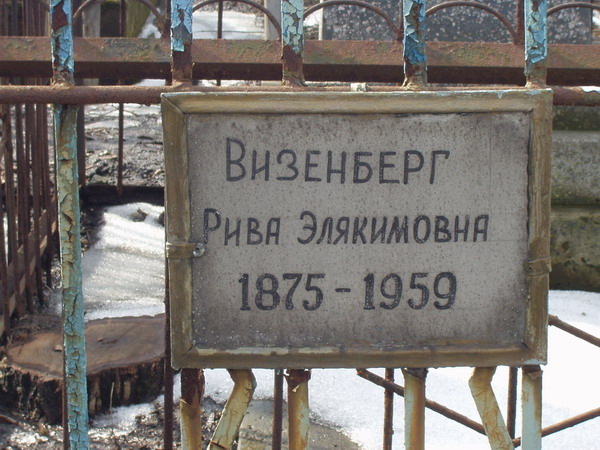 Визенберг
Рива Элякимовна
1875 - 1959